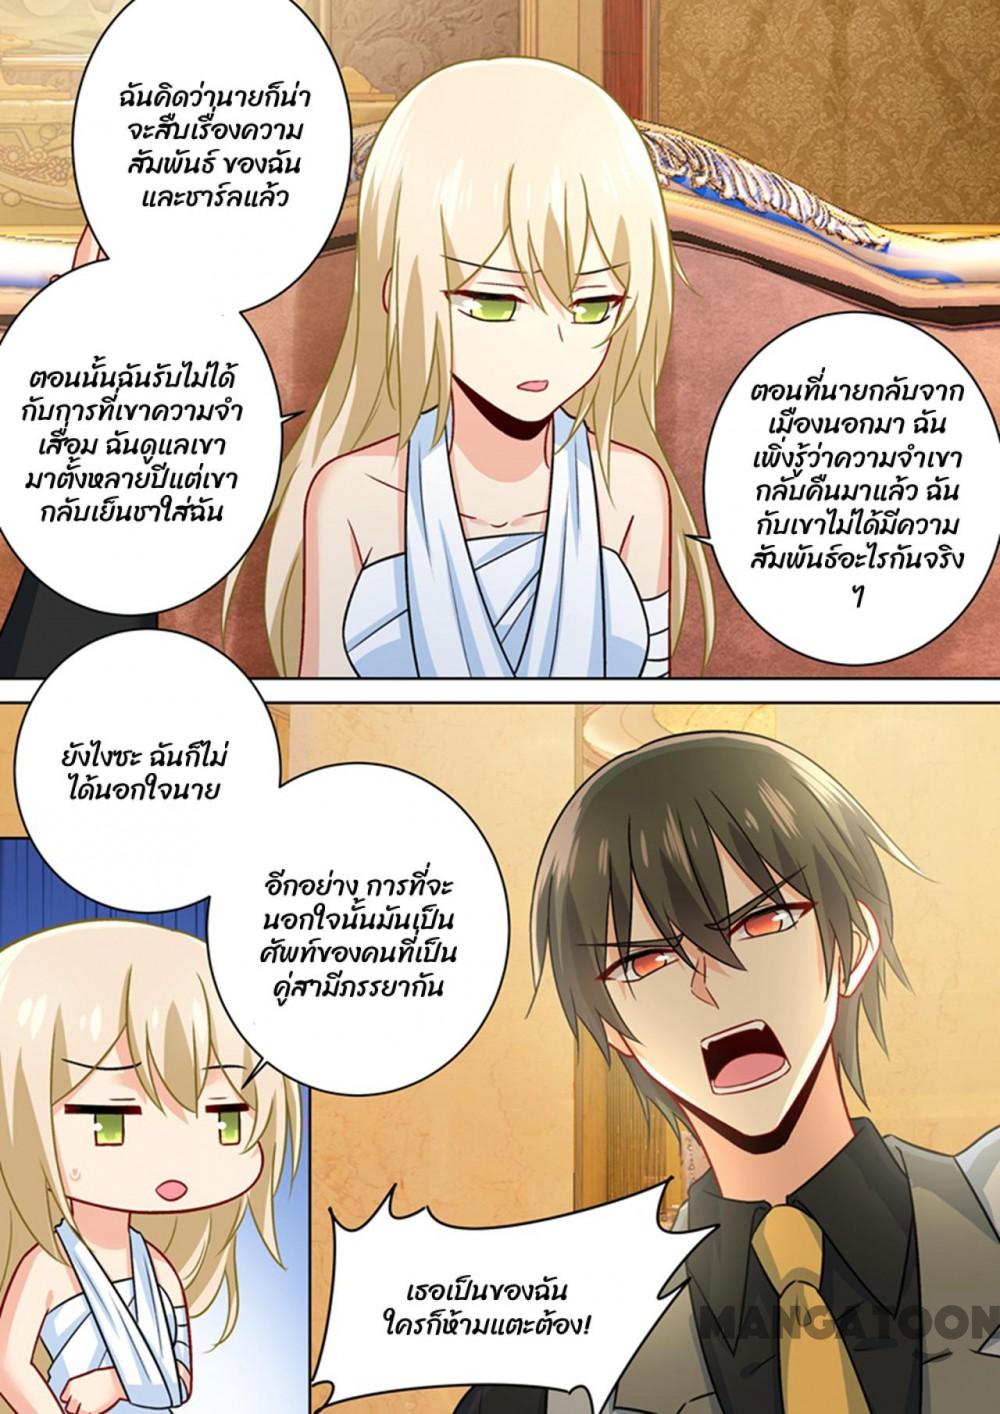 ฉันคิดว่านายก็น่า
จะสืบเรื่องความ
สัมพันธ์ ของฉัน
และชาร์ลแล้ว
ตอนนั้นฉันรับไม่ได้
กับการที่เขาความจำ
เสื่อม ฉันดูแลเขา
มาตั้งหลายปีแต่เขา
กลับเย็นชาใส่ฉัน
ตอนที่นายกลับจาก
เมืองนอกมา ฉัน
เพิ่งรู้ว่าความจำเขา
กลับคืนมาแล้ว ฉัน
กับเขาไม่ได้มีความ
สัมพันธ์อะไรกันจริง
ๆ
ยังไงซะ ฉันก็ไม่
ได้นอกใจนาย
อีกอย่าง การที่จะ
นอกใจนั้นมันเป็น
ศัพท์ของคนที่เป็น
คู่สามีภรรยากัน
เธอเป็นของฉัน
ใครก็ห้ามแตะต้อง!
MANGATOON